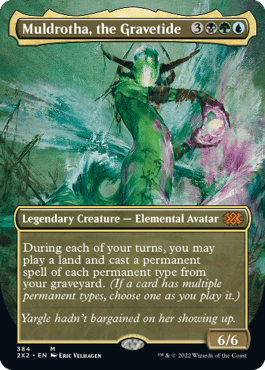 Muldrotha, the Gravetide 3
Legendary Creature — Elemental Avatar
During each of your turns, you may
play a land and cast a permanent
spell of each permanent type from
your graveyard. (If a card has multiple
permanent types, choose one as you play it.)
Yargle hadn't bargained on her showing up.
6/6
384 M
2X2 • EN ERIC VELHAGEN
™ & © 2022 Wizards of the Coast